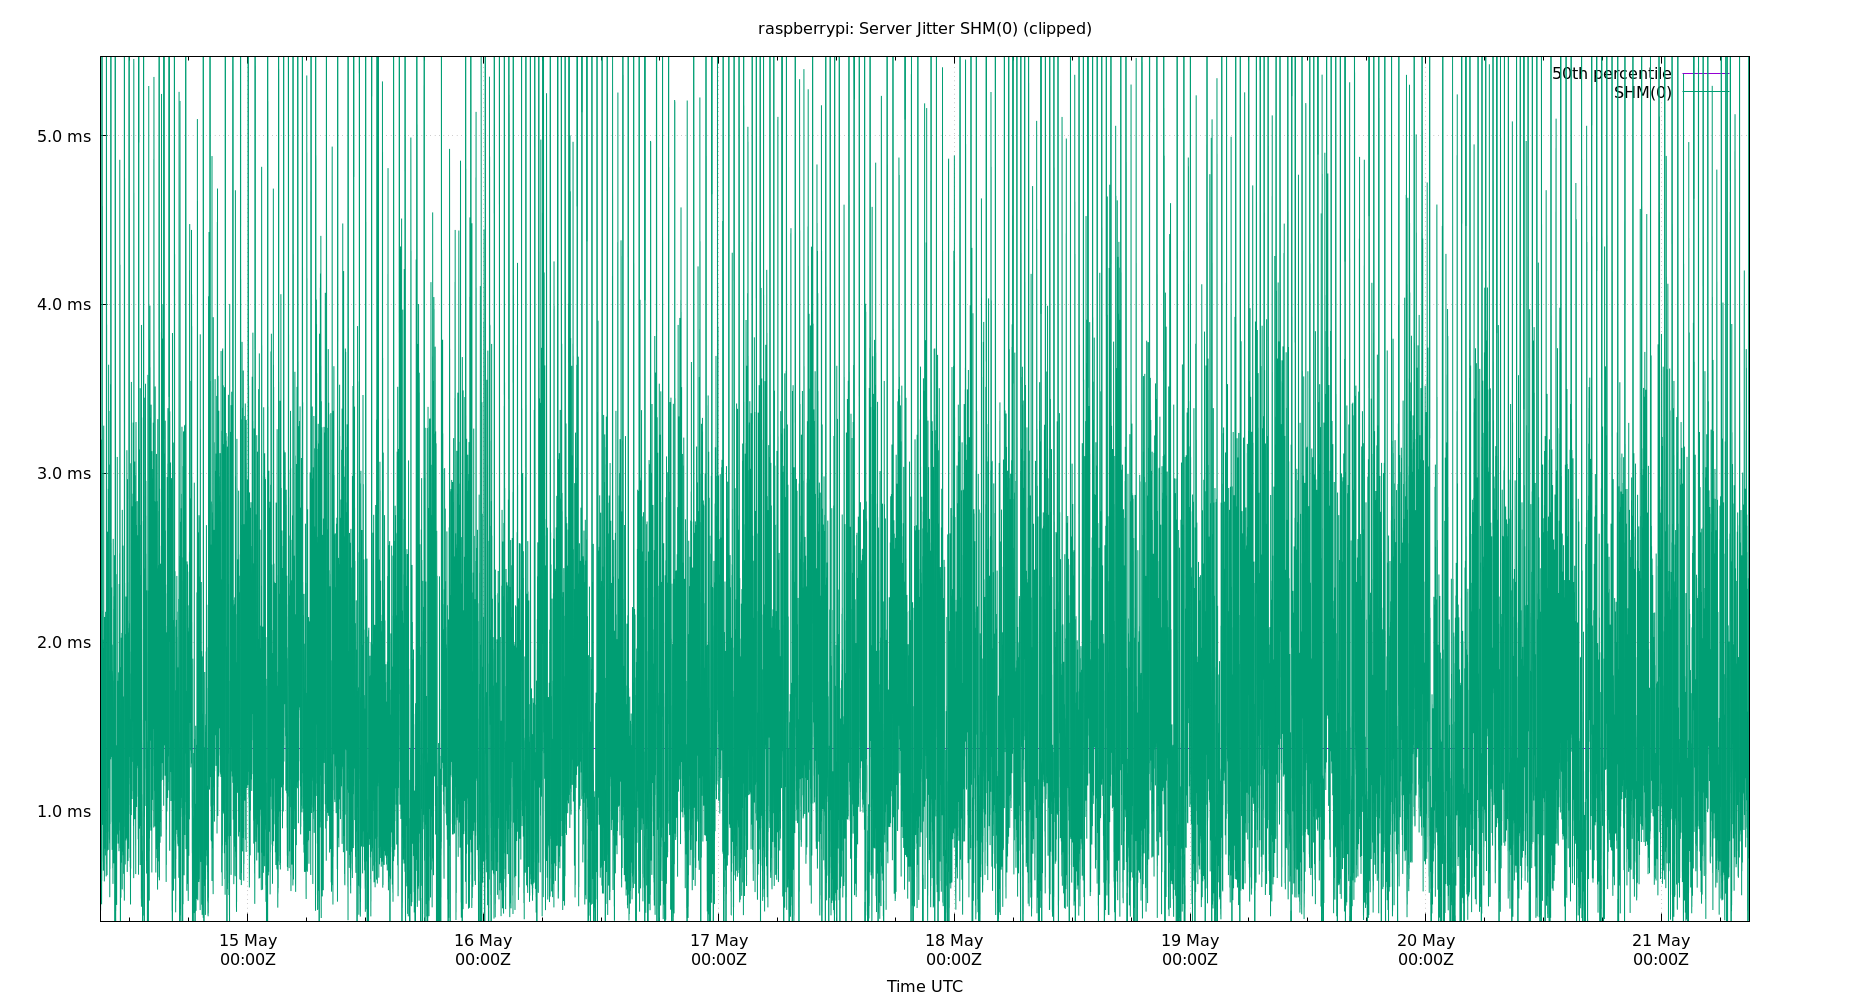 raspberrypi: Server Jitter SHM(0) (clipped)
50th percentile
SHM(0)
5.0 ms
4.0 ms
3.0 ms
2.0 ms
1.0 ms
15 May 16 May 17 May 18 May 19 May 20 May 21 May
00:00Z 00:00Z 00:00Z 00:00Z 00:00Z 00:00Z 00:00Z
Time UTC